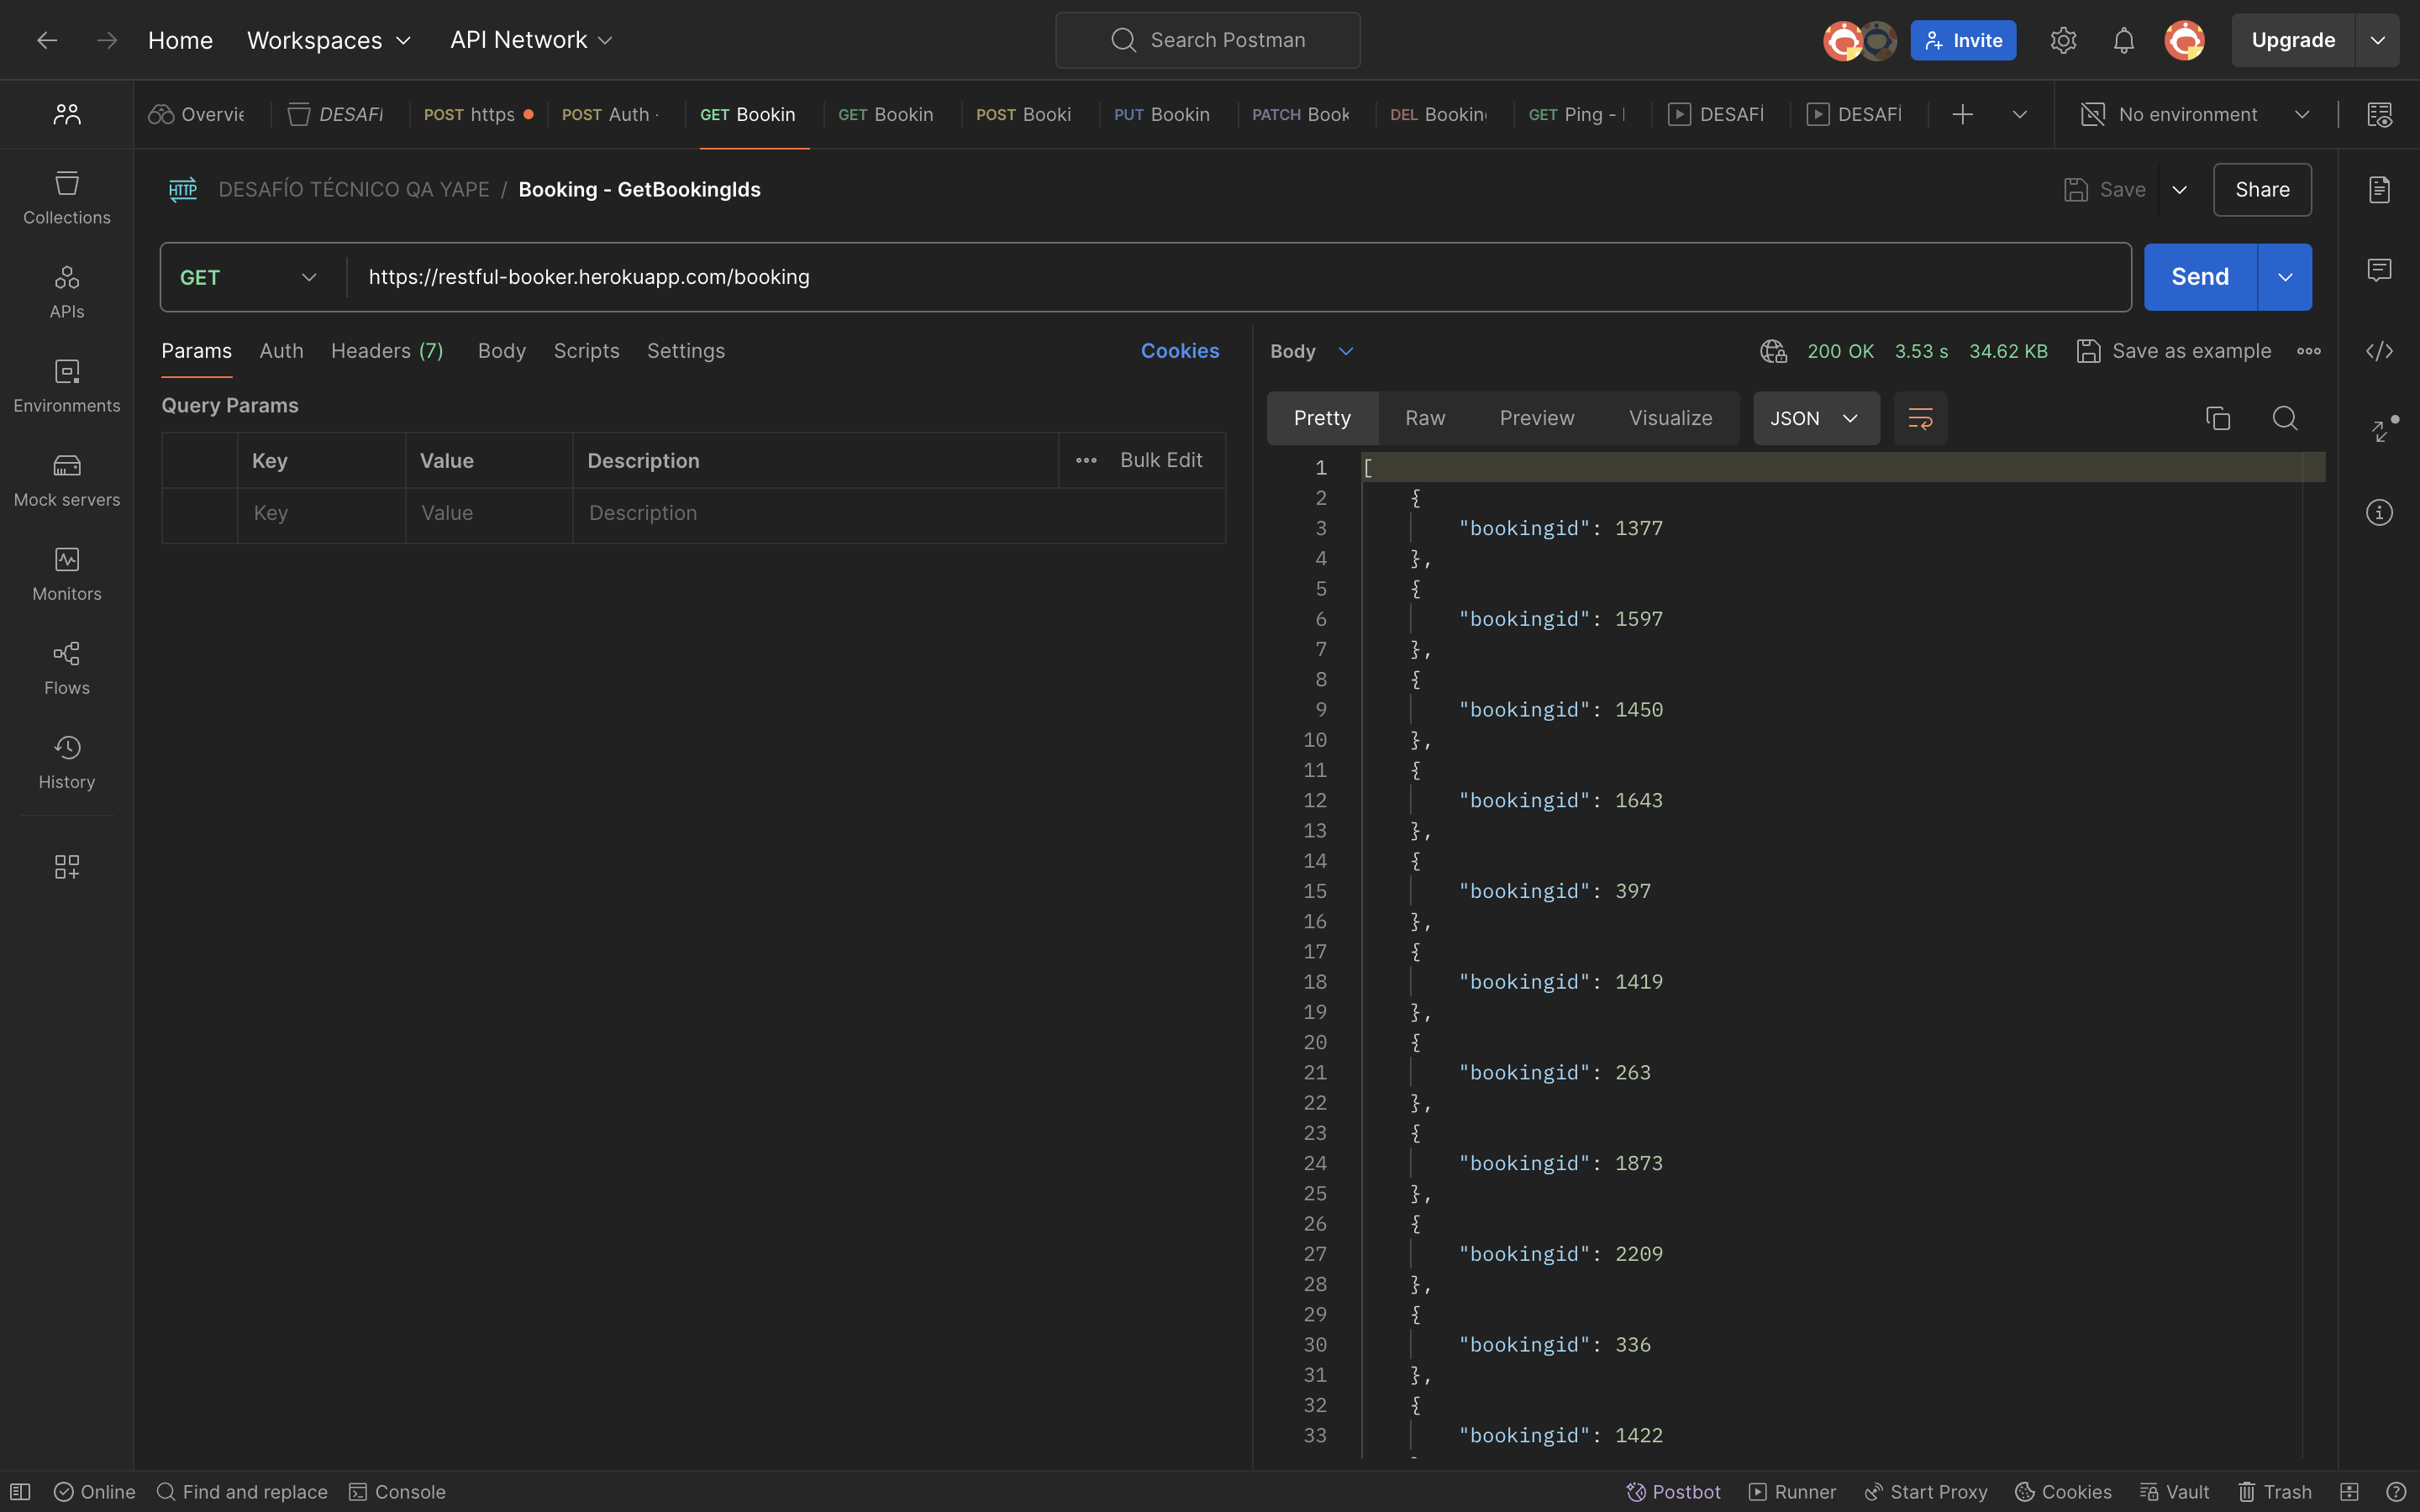 Home Workspaces API Network Search Postman Invite Upgrade
Overvie DESAFÍ POST https POST Auth · GET Bookin GET Bookin POST Booki PUT Bookin PATCH Book DEL Booking GET Ping - DESAFÍ DESAFÍ No environment
Collections
APIs
Environments
Mock servers
Monitors
Flows
History
HTTP DESAFÍO TÉCNICO QA YAPE / Booking - GetBookingIds Save Share
GET https://restful-booker.herokuapp.com/booking Send
Params Auth Headers (7) Body Scripts Settings Cookies
Query Params
Key Value Description Bulk Edit
Key Value Description
Body 200 OK 3.53 s 34.62 KB Save as example
Pretty Raw Preview Visualize JSON
1 [
2 {
3 "bookingid": 1377
4 },
5 {
6 "bookingid": 1597
7 },
8 {
9 "bookingid": 1450
10 },
11 {
12 "bookingid": 1643
13 },
14 {
15 "bookingid": 397
16 },
17 {
18 "bookingid": 1419
19 },
20 {
21 "bookingid": 263
22 },
23 {
24 "bookingid": 1873
25 },
26 {
27 "bookingid": 2209
28 },
29 {
30 "bookingid": 336
31 },
32 {
33 "bookingid": 1422
Online Find and replace Console Postbot Runner Start Proxy Cookies Vault Trash